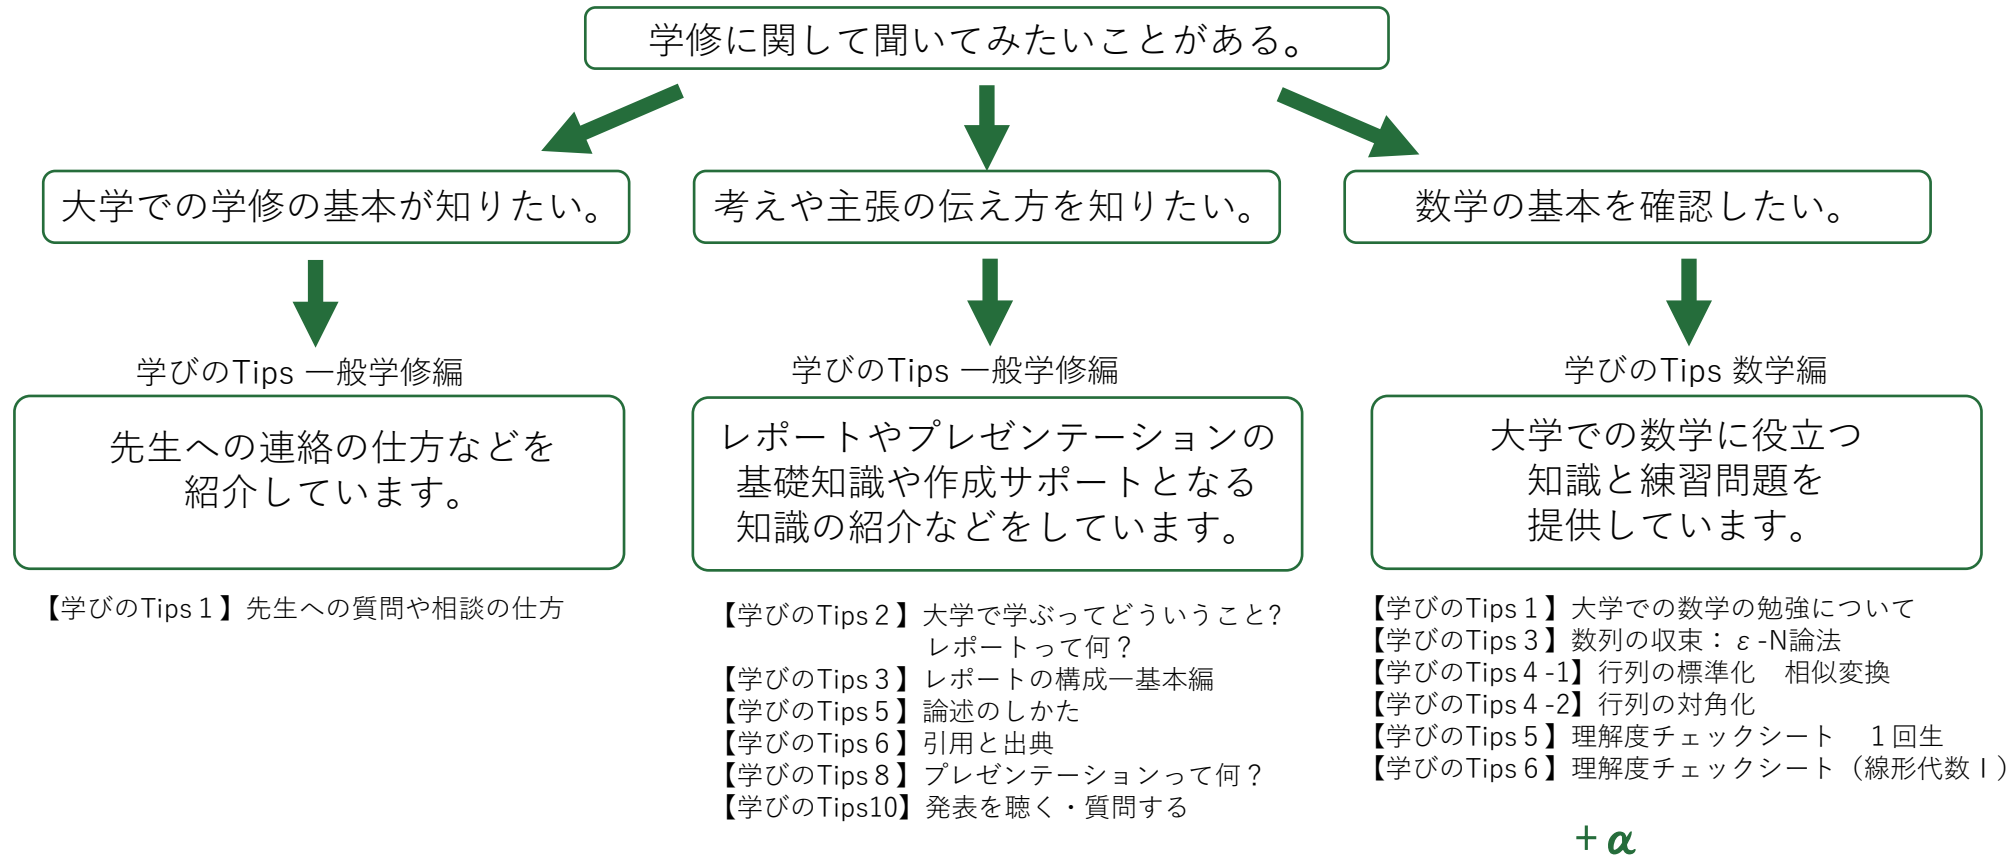 学修に関して聞いてみたいことがある。
大学での学修の基本が知りたい。
考えや主張の伝え方を知りたい。
数学の基本を確認したい。
学びのTips 一般学修編
先生への連絡の仕方などを
紹介しています。
【学びのTips１】先生への質問や相談の仕方
学びのTips 一般学修編
レポートやプレゼンテーションの
基礎知識や作成サポートとなる
知識の紹介などをしています。
【学びのTips２】大学で学ぶってどういうこと?
レポートって何？
【学びのTips３】レポートの構成―基本編
【学びのTips５】論述のしかた
【学びのTips６】引用と出典
【学びのTips８】プレゼンテーションって何？
【学びのTips10】発表を聴く・質問する
学びのTips 数学編
大学での数学に役立つ
知識と練習問題を
提供しています。
【学びのTips１】大学での数学の勉強について
【学びのTips３】数列の収束：ε-N論法
【学びのTips４-1】行列の標準化　相似変換
【学びのTips４-2】行列の対角化
【学びのTips５】理解度チェックシート　１回生
【学びのTips６】理解度チェックシート（線形代数Ⅰ）
+α